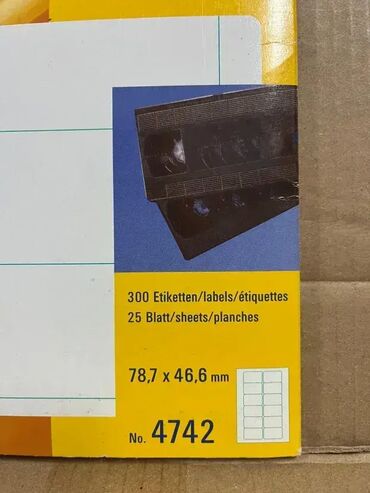 300 Etiketten/labels/étiquettes
25 Blatt/sheets/planches
78,7 x 46,6 mm
No. 4742